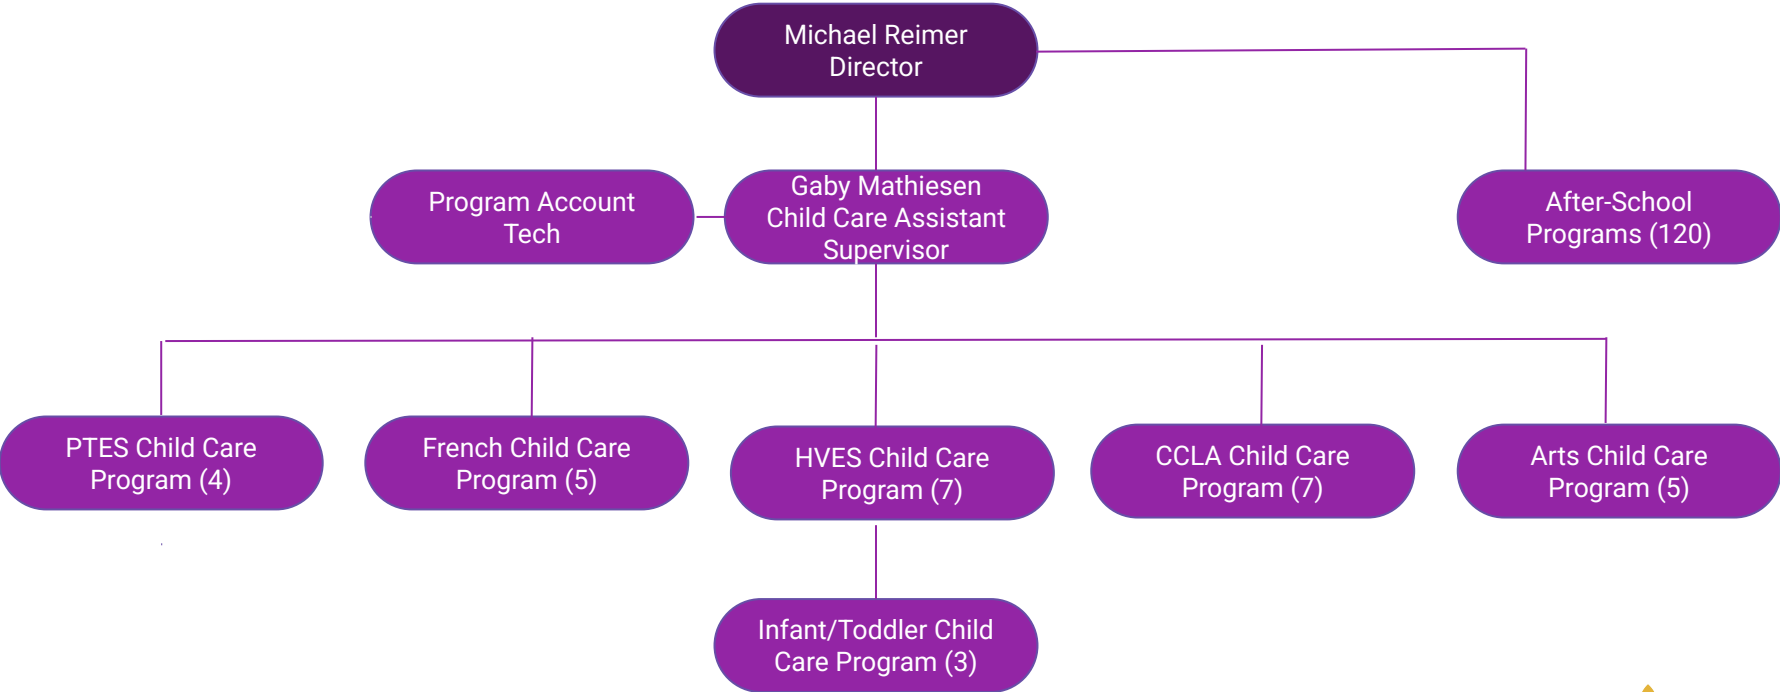 Michael Reimer
Director
Program Account
Tech
Gaby Mathiesen
Child Care Assistant
Supervisor
After-School
Programs (120)
PTES Child Care
Program (4)
French Child Care
Program (5)
HVES Child Care
Program (7)
CCLA Child Care
Program (7)
Arts Child Care
Program (5)
Infant/Toddler Child
Care Program (3)